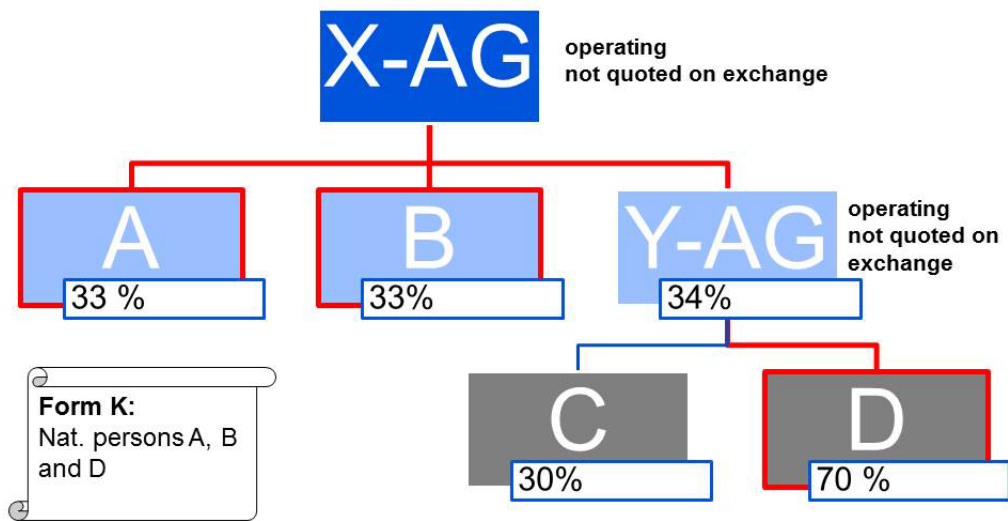 X-AG
operating
not quoted on exchange
A
33 %
B
33%
Y-AG
34%
operating
not quoted on
exchange
Form K:
Nat. persons A, B
and D
C
30%
D
70 %